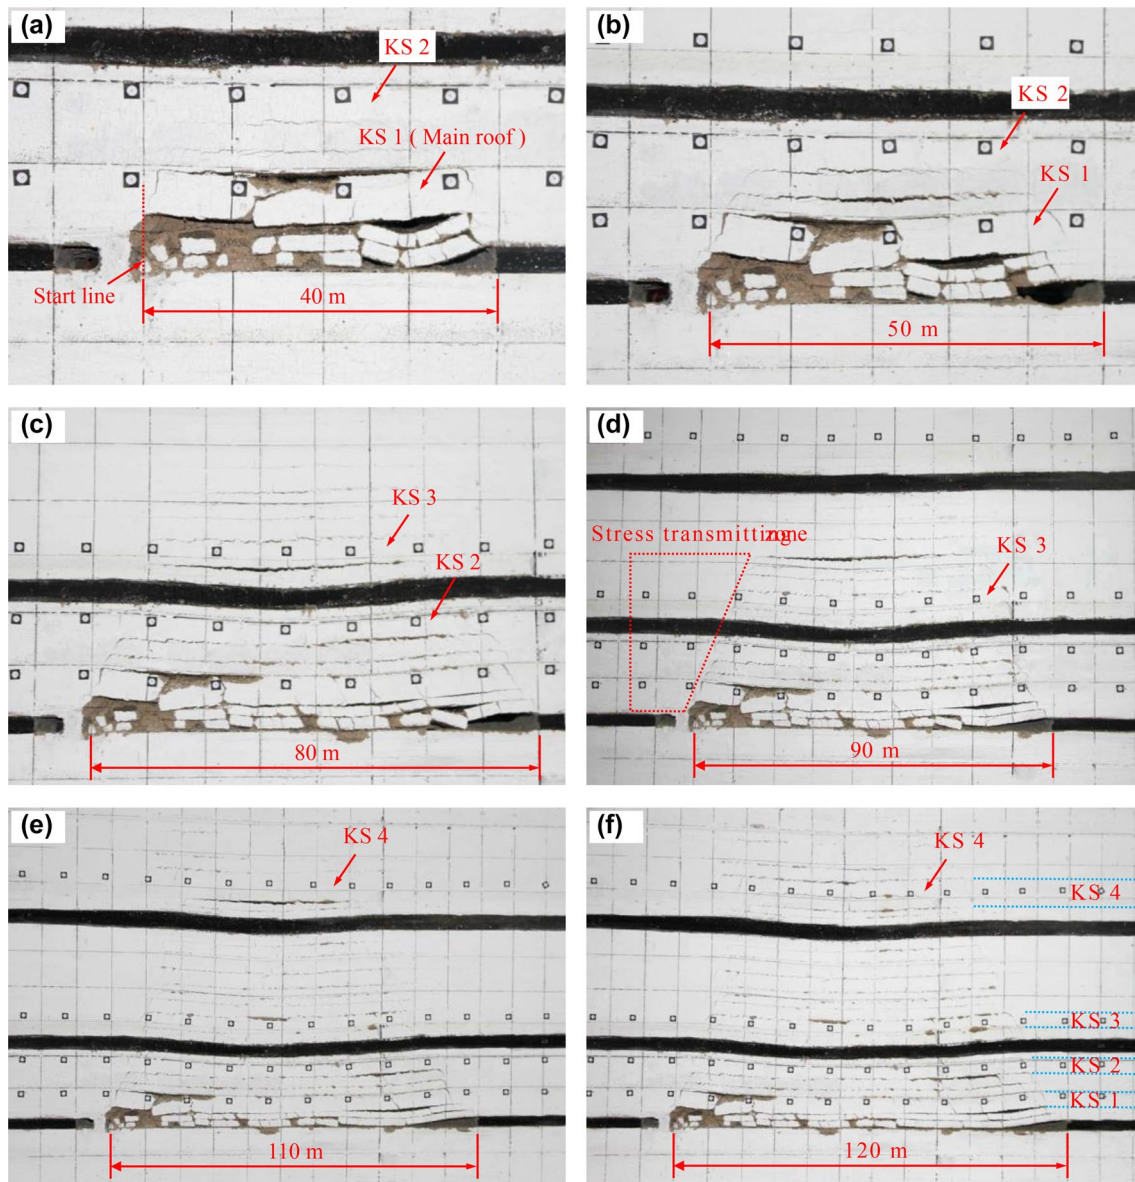 (a)
KS 2
KS 1 ( Main roof )
Start line
40 m
(b)
KS 2
KS 1
50 m
(c)
KS 3
KS 2
80 m
(d)
Stress transmitting zone
KS 3
90 m
(e)
KS 4
110 m
(f)
KS 4
KS 4
KS 3
KS 2
KS 1
120 m